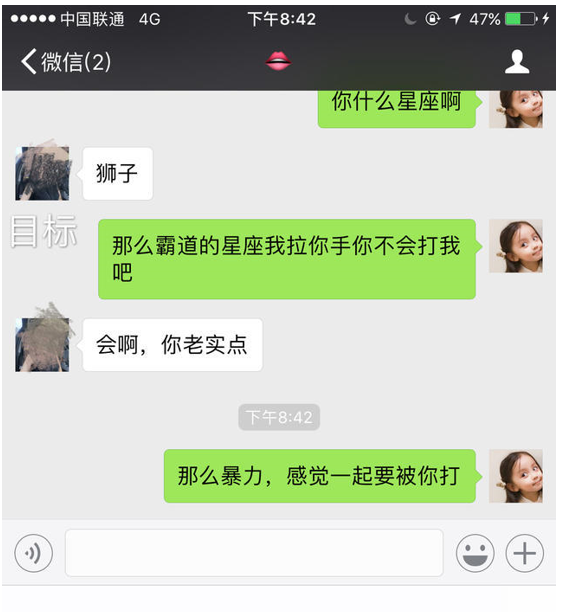 中国联通 4G 下午8:42 47%
微信(2)
你什么星座啊
狮子
目标
那么霸道的星座我拉你手你不会打我
吧
会啊，你老实点
下午8:42
那么暴力，感觉一起要被你打